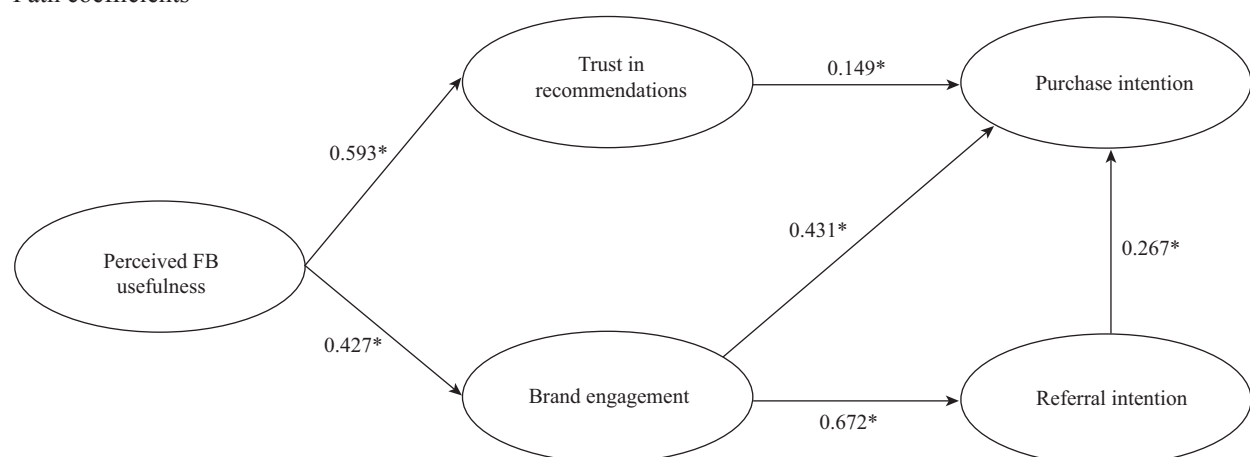 Path coefficients
Trust in
recommendations
0.149*
Purchase intention
0.593*
0.431*
0.267*
Perceived FB
usefulness
0.427*
Brand engagement
0.672*
Referral intention